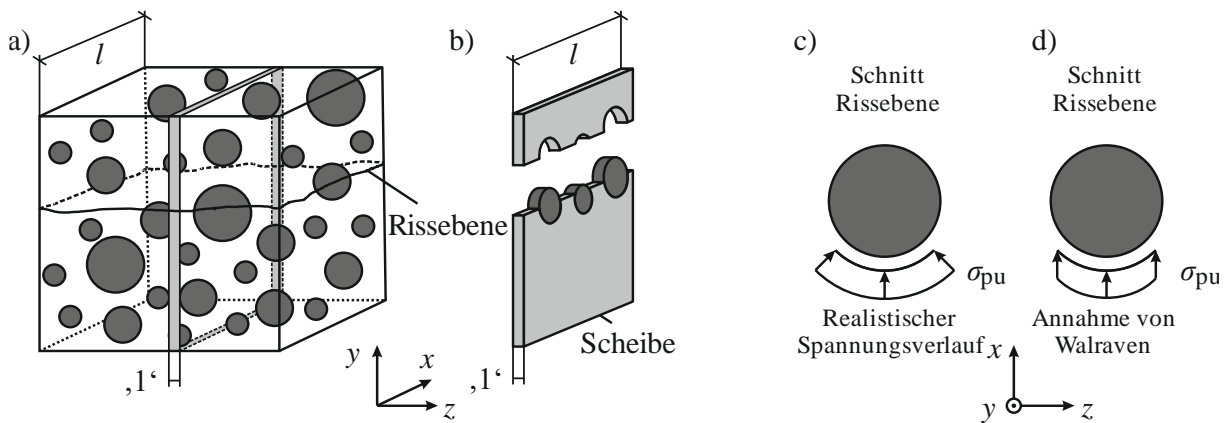 a)
l
Rissebene
‚1‘
y
x
z
b)
l
Scheibe
‚1‘
c)
Schnitt
Rissebene
σpu
Realistischer
Spannungsverlauf
d)
Schnitt
Rissebene
σpu
Annahme von
Walraven
x
y
z